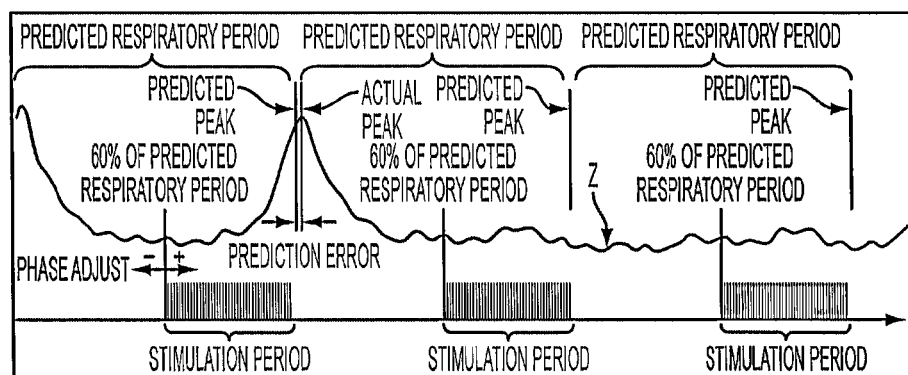 PREDICTED RESPIRATORY PERIOD
PREDICTED RESPIRATORY PERIOD
PREDICTED RESPIRATORY PERIOD
PREDICTED
PEAK
ACTUAL
PEAK
PREDICTED
PEAK
PREDICTED
PEAK
60% OF PREDICTED
RESPIRATORY PERIOD
60% OF PREDICTED
RESPIRATORY PERIOD
60% OF PREDICTED
RESPIRATORY PERIOD
Z
PHASE ADJUST - +
PREDICTION ERROR
STIMULATION PERIOD
STIMULATION PERIOD
STIMULATION PERIOD